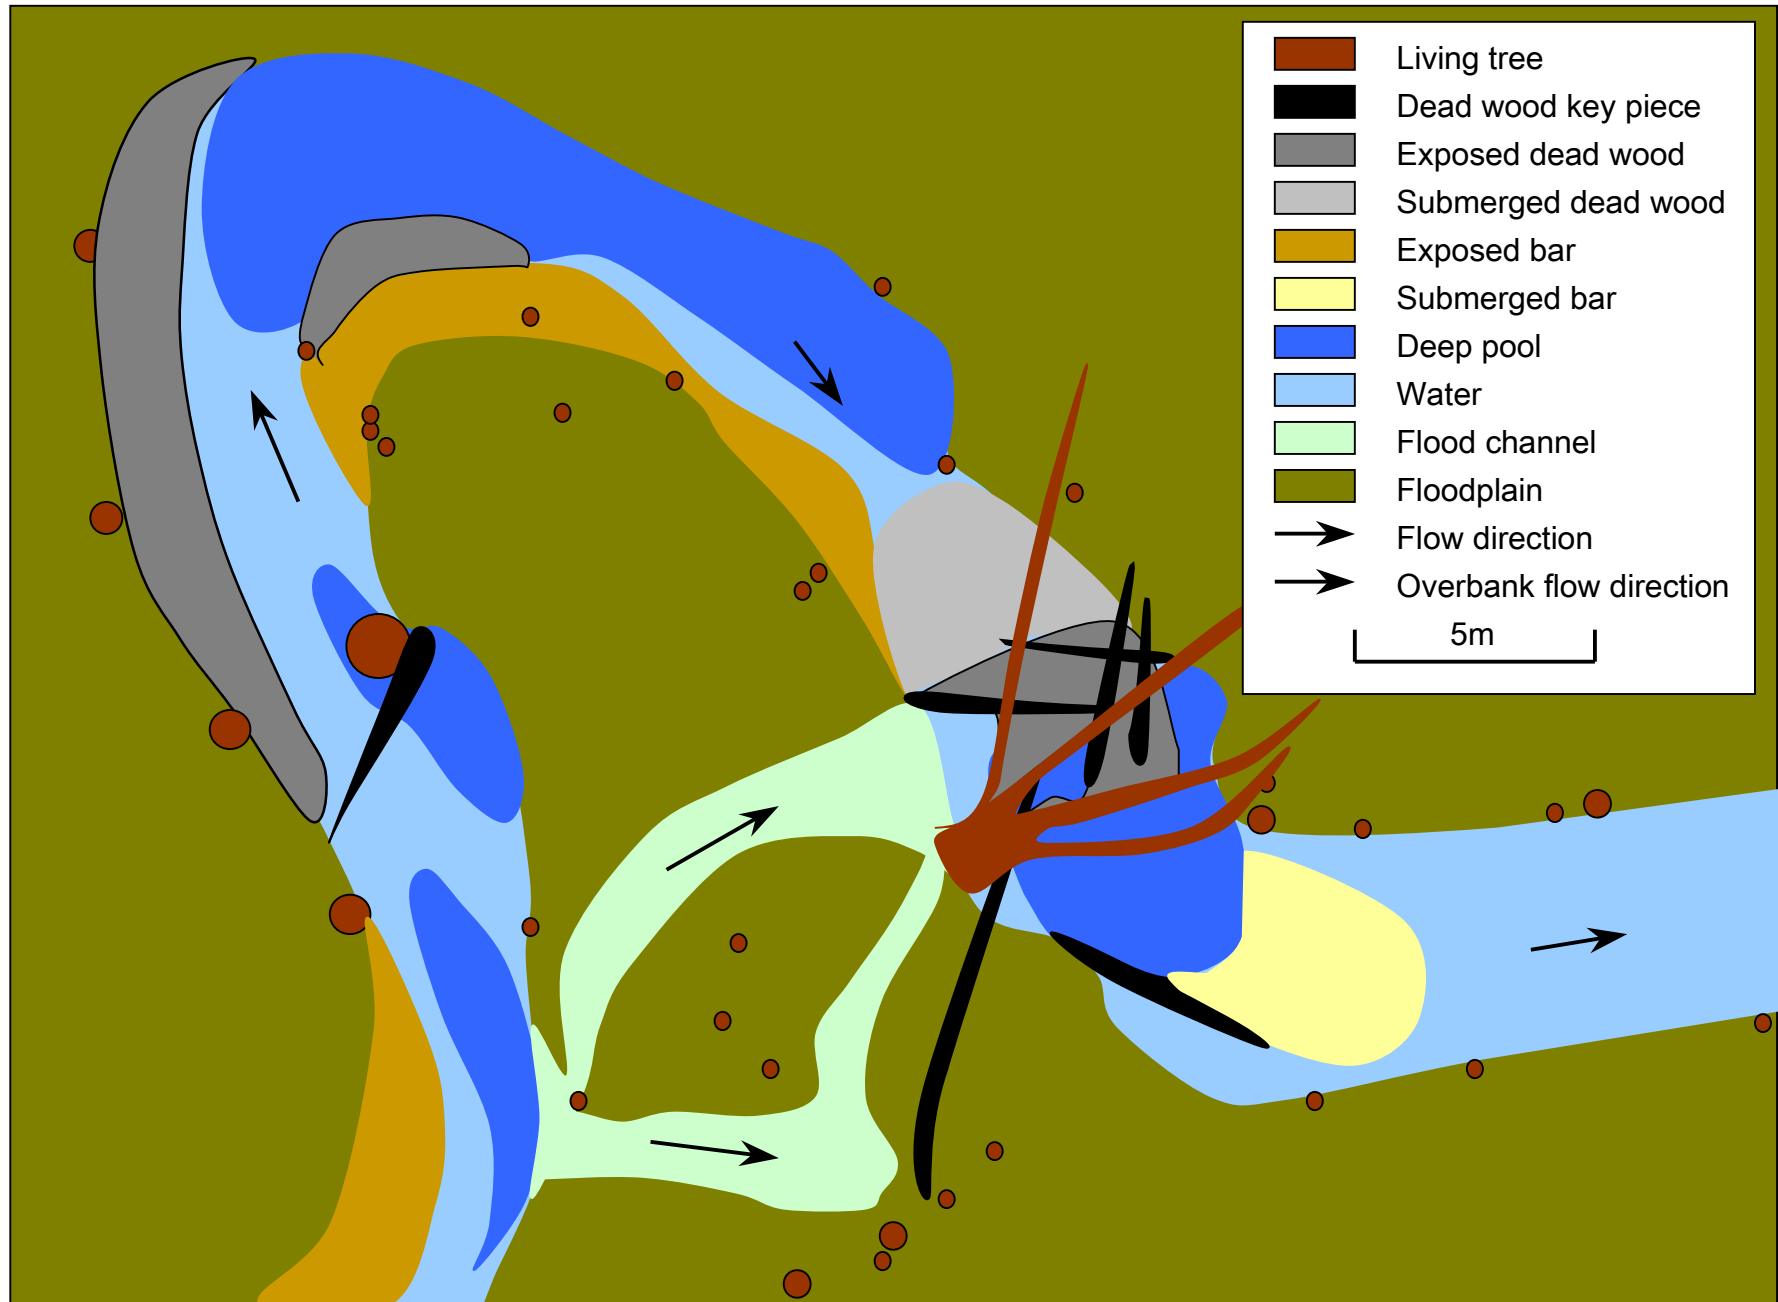 Living tree
Dead wood key piece
Exposed dead wood
Submerged dead wood
Exposed bar
Submerged bar
Deep pool
Water
Flood channel
Floodplain
Flow direction
Overbank flow direction
5m